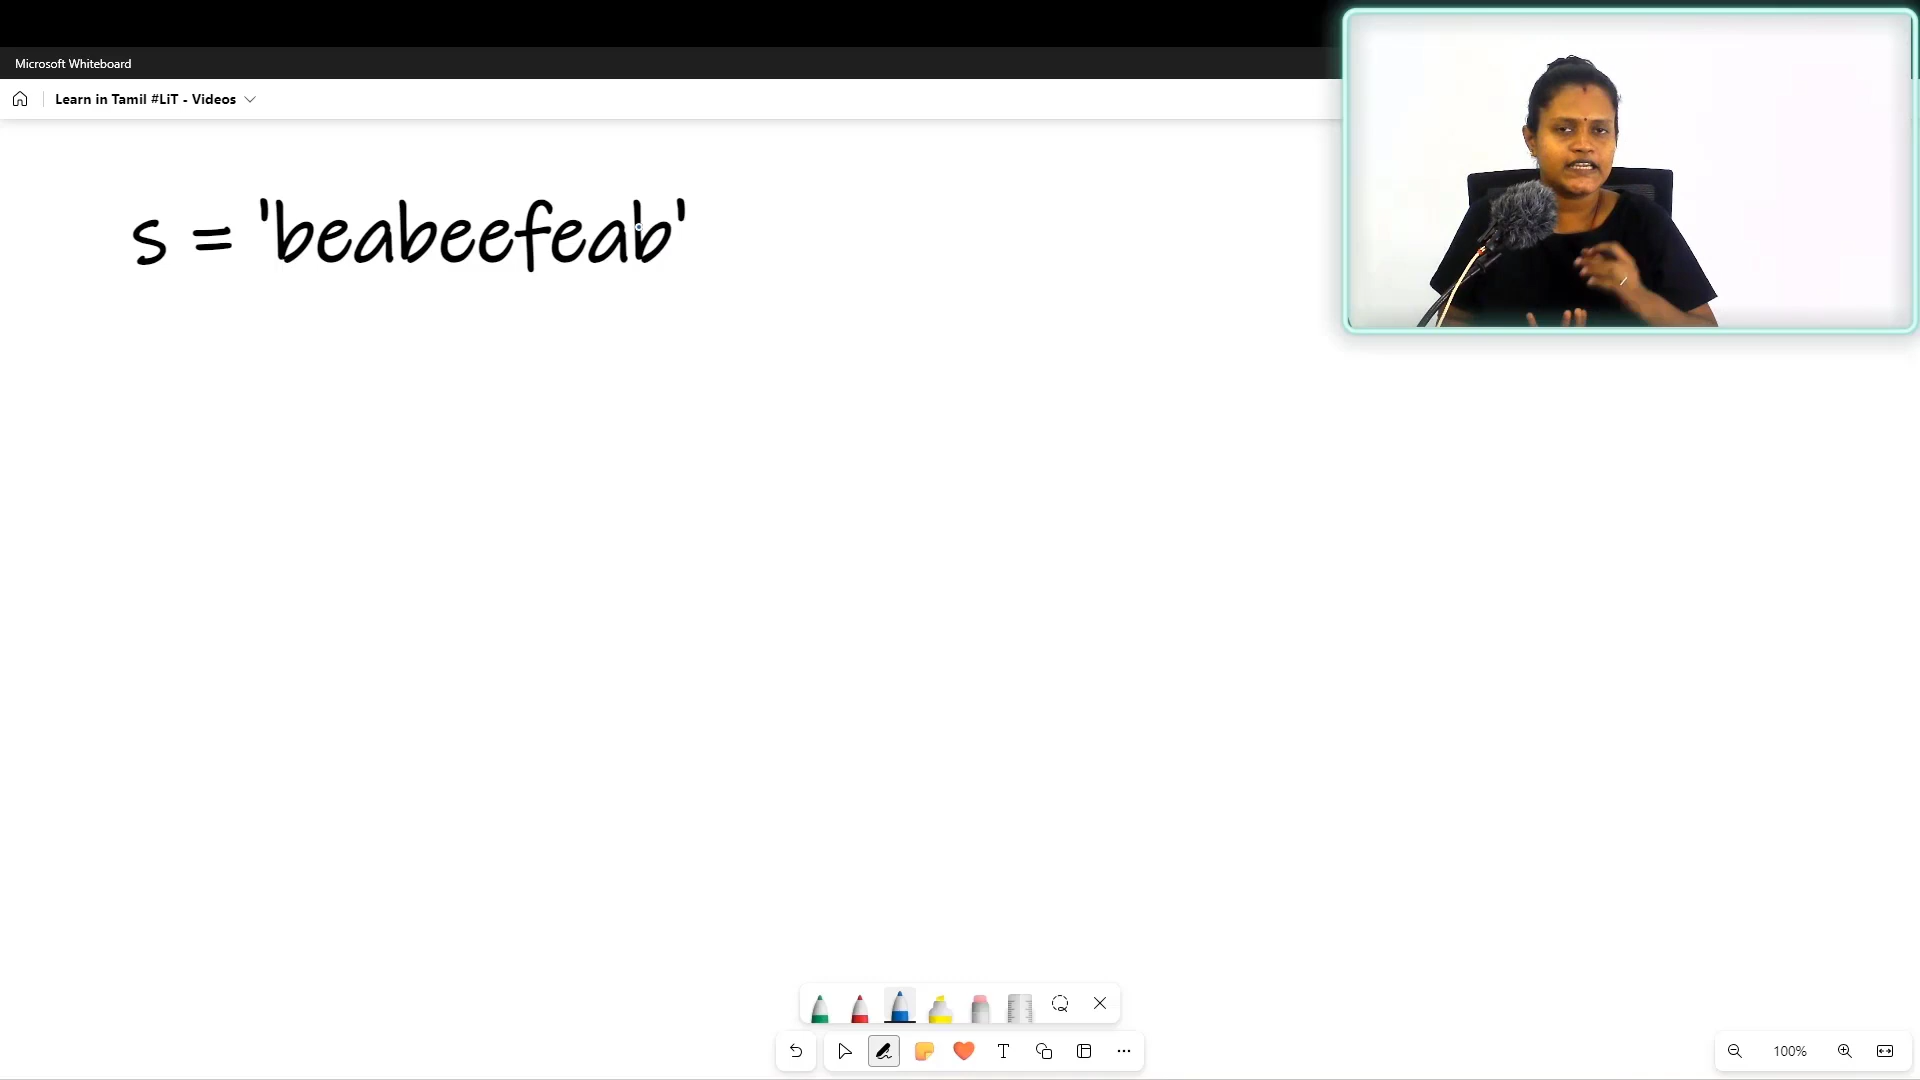 Microsoft Whiteboard
Learn in Tamil #LiT - Videos
s = 'beabeefeab'
100%